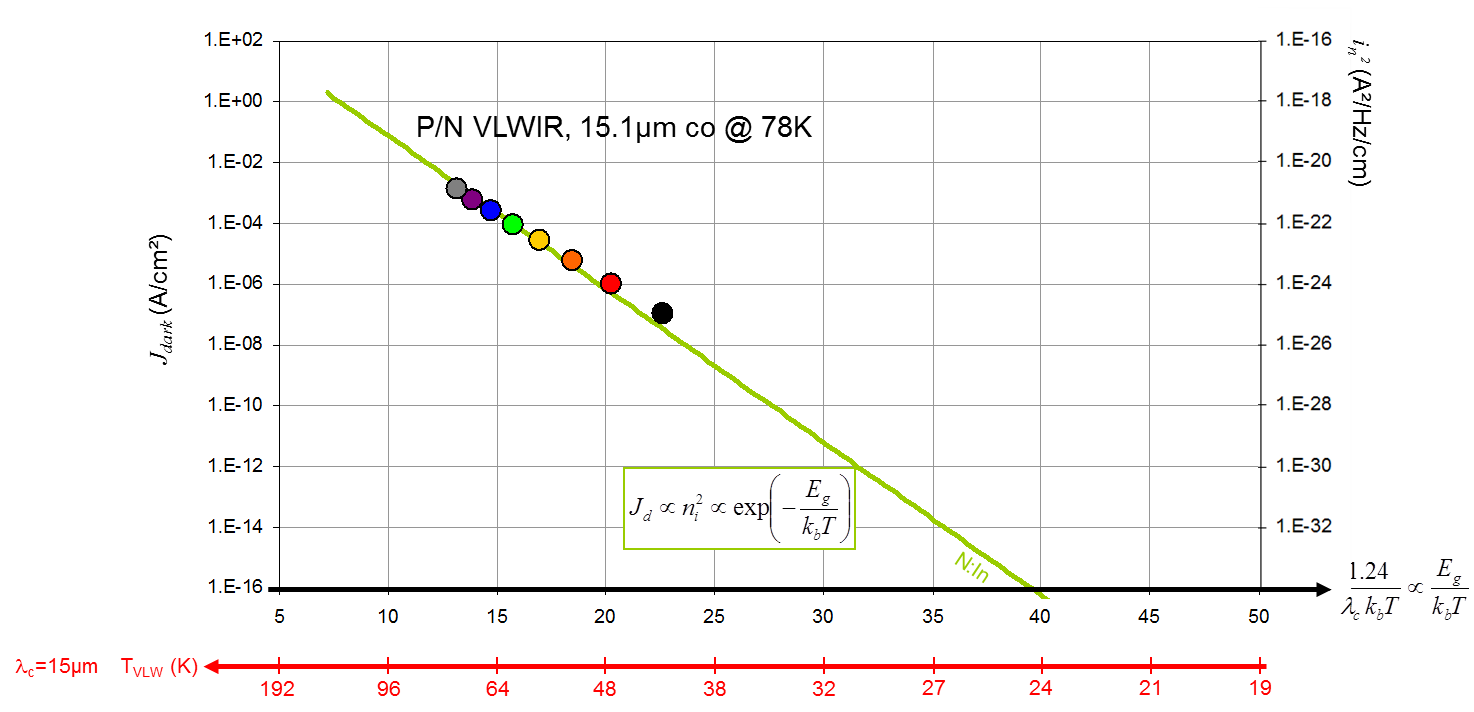 1.E+02
1.E+00
1.E-02
1.E-04
1.E-06
1.E-08
1.E-10
1.E-12
1.E-14
1.E-16
J_dark (A/cm²)
P/N VLWIR, 15.1µm co @ 78K
1.E-16
1.E-18
1.E-20
1.E-22
1.E-24
1.E-26
1.E-28
1.E-30
1.E-32
i_n² (A²/Hz/cm)
J_d ∝ n_i² ∝ exp(−E_g/k_bT)
N:In
5 10 15 20 25 30 35 40 45 50
1.24/λ_c k_bT ∝ E_g/k_bT
λc=15µm T_VLW (K)
192 96 64 48 38 32 27 24 21 19